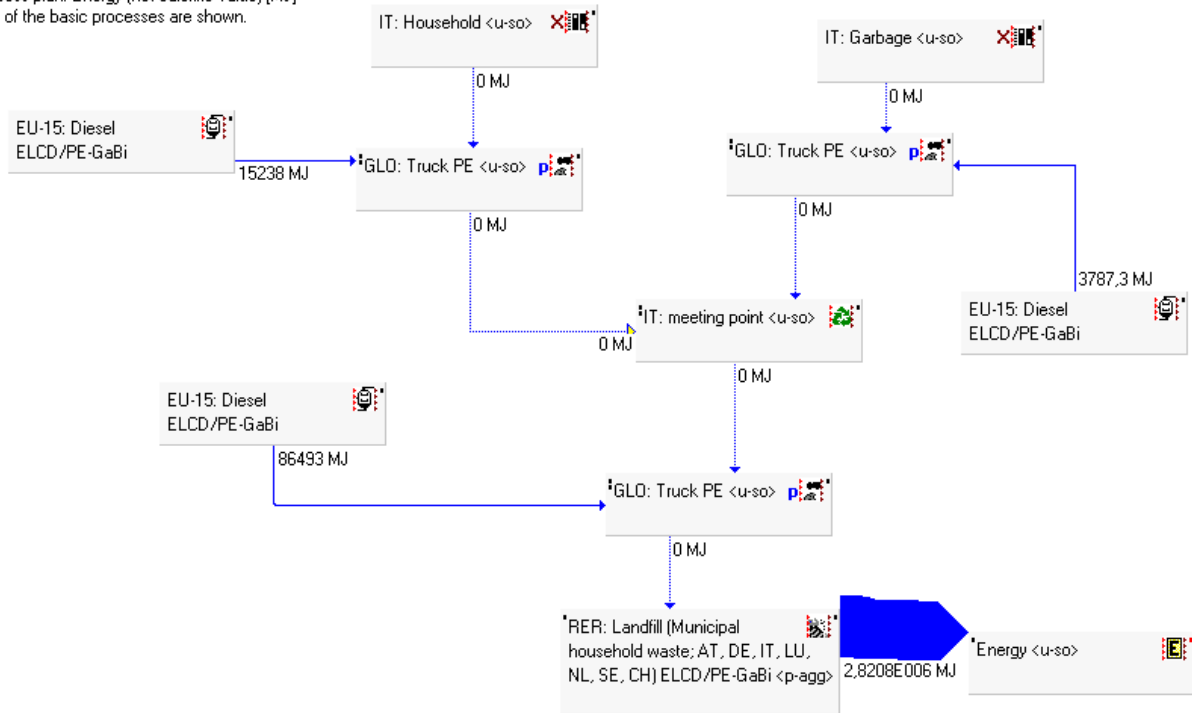 of the basic processes are shown.
IT: Household <u-so>
0 MJ
IT: Garbage <u-so>
0 MJ
EU-15: Diesel
ELCD/PE-GaBi
15238 MJ
GLO: Truck PE <u-so> p
0 MJ
GLO: Truck PE <u-so> p
0 MJ
3787,3 MJ
EU-15: Diesel
ELCD/PE-GaBi
IT: meeting point <u-so>
0 MJ
0 MJ
EU-15: Diesel
ELCD/PE-GaBi
86493 MJ
GLO: Truck PE <u-so> p
0 MJ
RER: Landfill (Municipal
household waste; AT, DE, IT, LU,
NL, SE, CH) ELCD/PE-GaBi <p-agg>
2,8208E006 MJ
Energy <u-so>
E